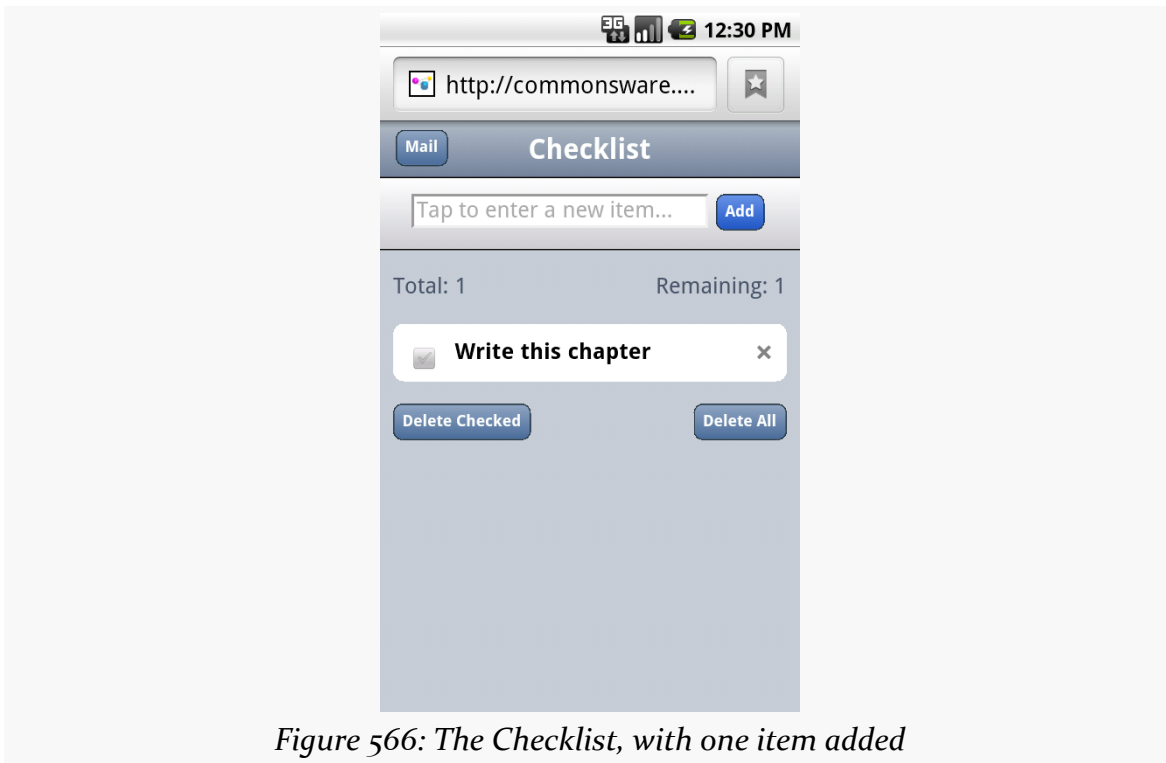 3G 12:30 PM
http://commonsware....
Mail Checklist
Tap to enter a new item... Add
Total: 1 Remaining: 1
Write this chapter ×
Delete Checked Delete All
Figure 566: The Checklist, with one item added